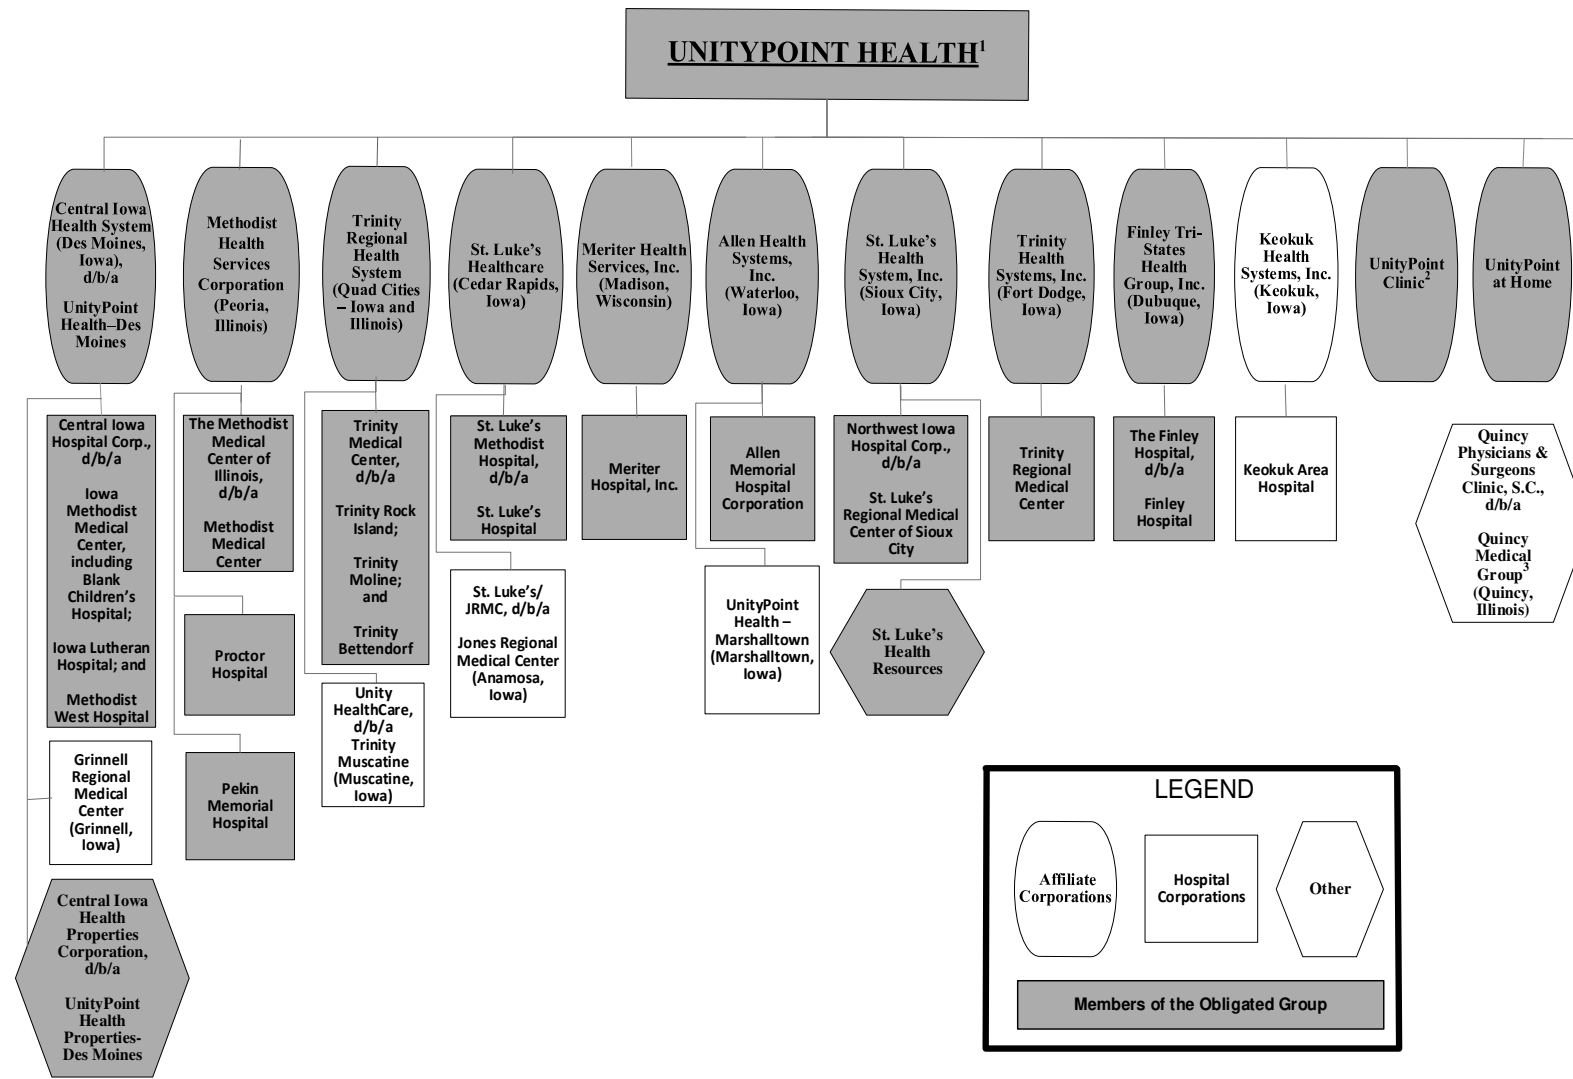 UNITYPOINT HEALTH1
Central Iowa
Health System
(Des Moines,
Iowa),
d/b/a
UnityPoint
Health–Des
Moines
Methodist
Health
Services
Corporation
(Peoria,
Illinois)
Trinity
Regional
Health
System
(Quad Cities
– Iowa and
Illinois)
St. Luke's
Healthcare
(Cedar Rapids,
Iowa)
Meriter Health
Services, Inc.
(Madison,
Wisconsin)
Allen Health
Systems,
Inc.
(Waterloo,
Iowa)
St. Luke's
Health
System, Inc.
(Sioux City,
Iowa)
Trinity
Health
Systems, Inc.
(Fort Dodge,
Iowa)
Finley Tri-
States
Health
Group, Inc.
(Dubuque,
Iowa)
Keokuk
Health
Systems, Inc.
(Keokuk,
Iowa)
UnityPoint
Clinic2
UnityPoint
at Home
Central Iowa
Hospital Corp.,
d/b/a
Iowa
Methodist
Medical
Center,
including
Blank
Children's
Hospital;
Iowa Lutheran
Hospital; and
Methodist
West Hospital
The Methodist
Medical
Center of
Illinois,
d/b/a
Methodist
Medical
Center
Trinity
Medical
Center,
d/b/a
Trinity Rock
Island;
Trinity
Moline;
and
Trinity
Bettendorf
St. Luke's
Methodist
Hospital,
d/b/a
St. Luke's
Hospital
Meriter
Hospital, Inc.
Allen
Memorial
Hospital
Corporation
Northwest Iowa
Hospital Corp.,
d/b/a
St. Luke's
Regional Medical
Center of Sioux
City
Trinity
Regional
Medical
Center
The Finley
Hospital,
d/b/a
Finley
Hospital
Keokuk Area
Hospital
Quincy
Physicians &
Surgeons
Clinic, S.C.,
d/b/a
Quincy
Medical
Group3
(Quincy,
Illinois)
Proctor
Hospital
St. Luke's/
JRMC, d/b/a
Jones Regional
Medical Center
(Anamosa,
Iowa)
UnityPoint
Health –
Marshalltown
(Marshalltown,
Iowa)
St. Luke's
Health
Resources
Unity
HealthCare,
d/b/a
Trinity
Muscatine
(Muscatine,
Iowa)
Grinnell
Regional
Medical
Center
(Grinnell,
Iowa)
Pekin
Memorial
Hospital
Central Iowa
Health
Properties
Corporation,
d/b/a
UnityPoint
Health
Properties-
Des Moines
LEGEND
Affiliate
Corporations
Hospital
Corporations
Other
Members of the Obligated Group